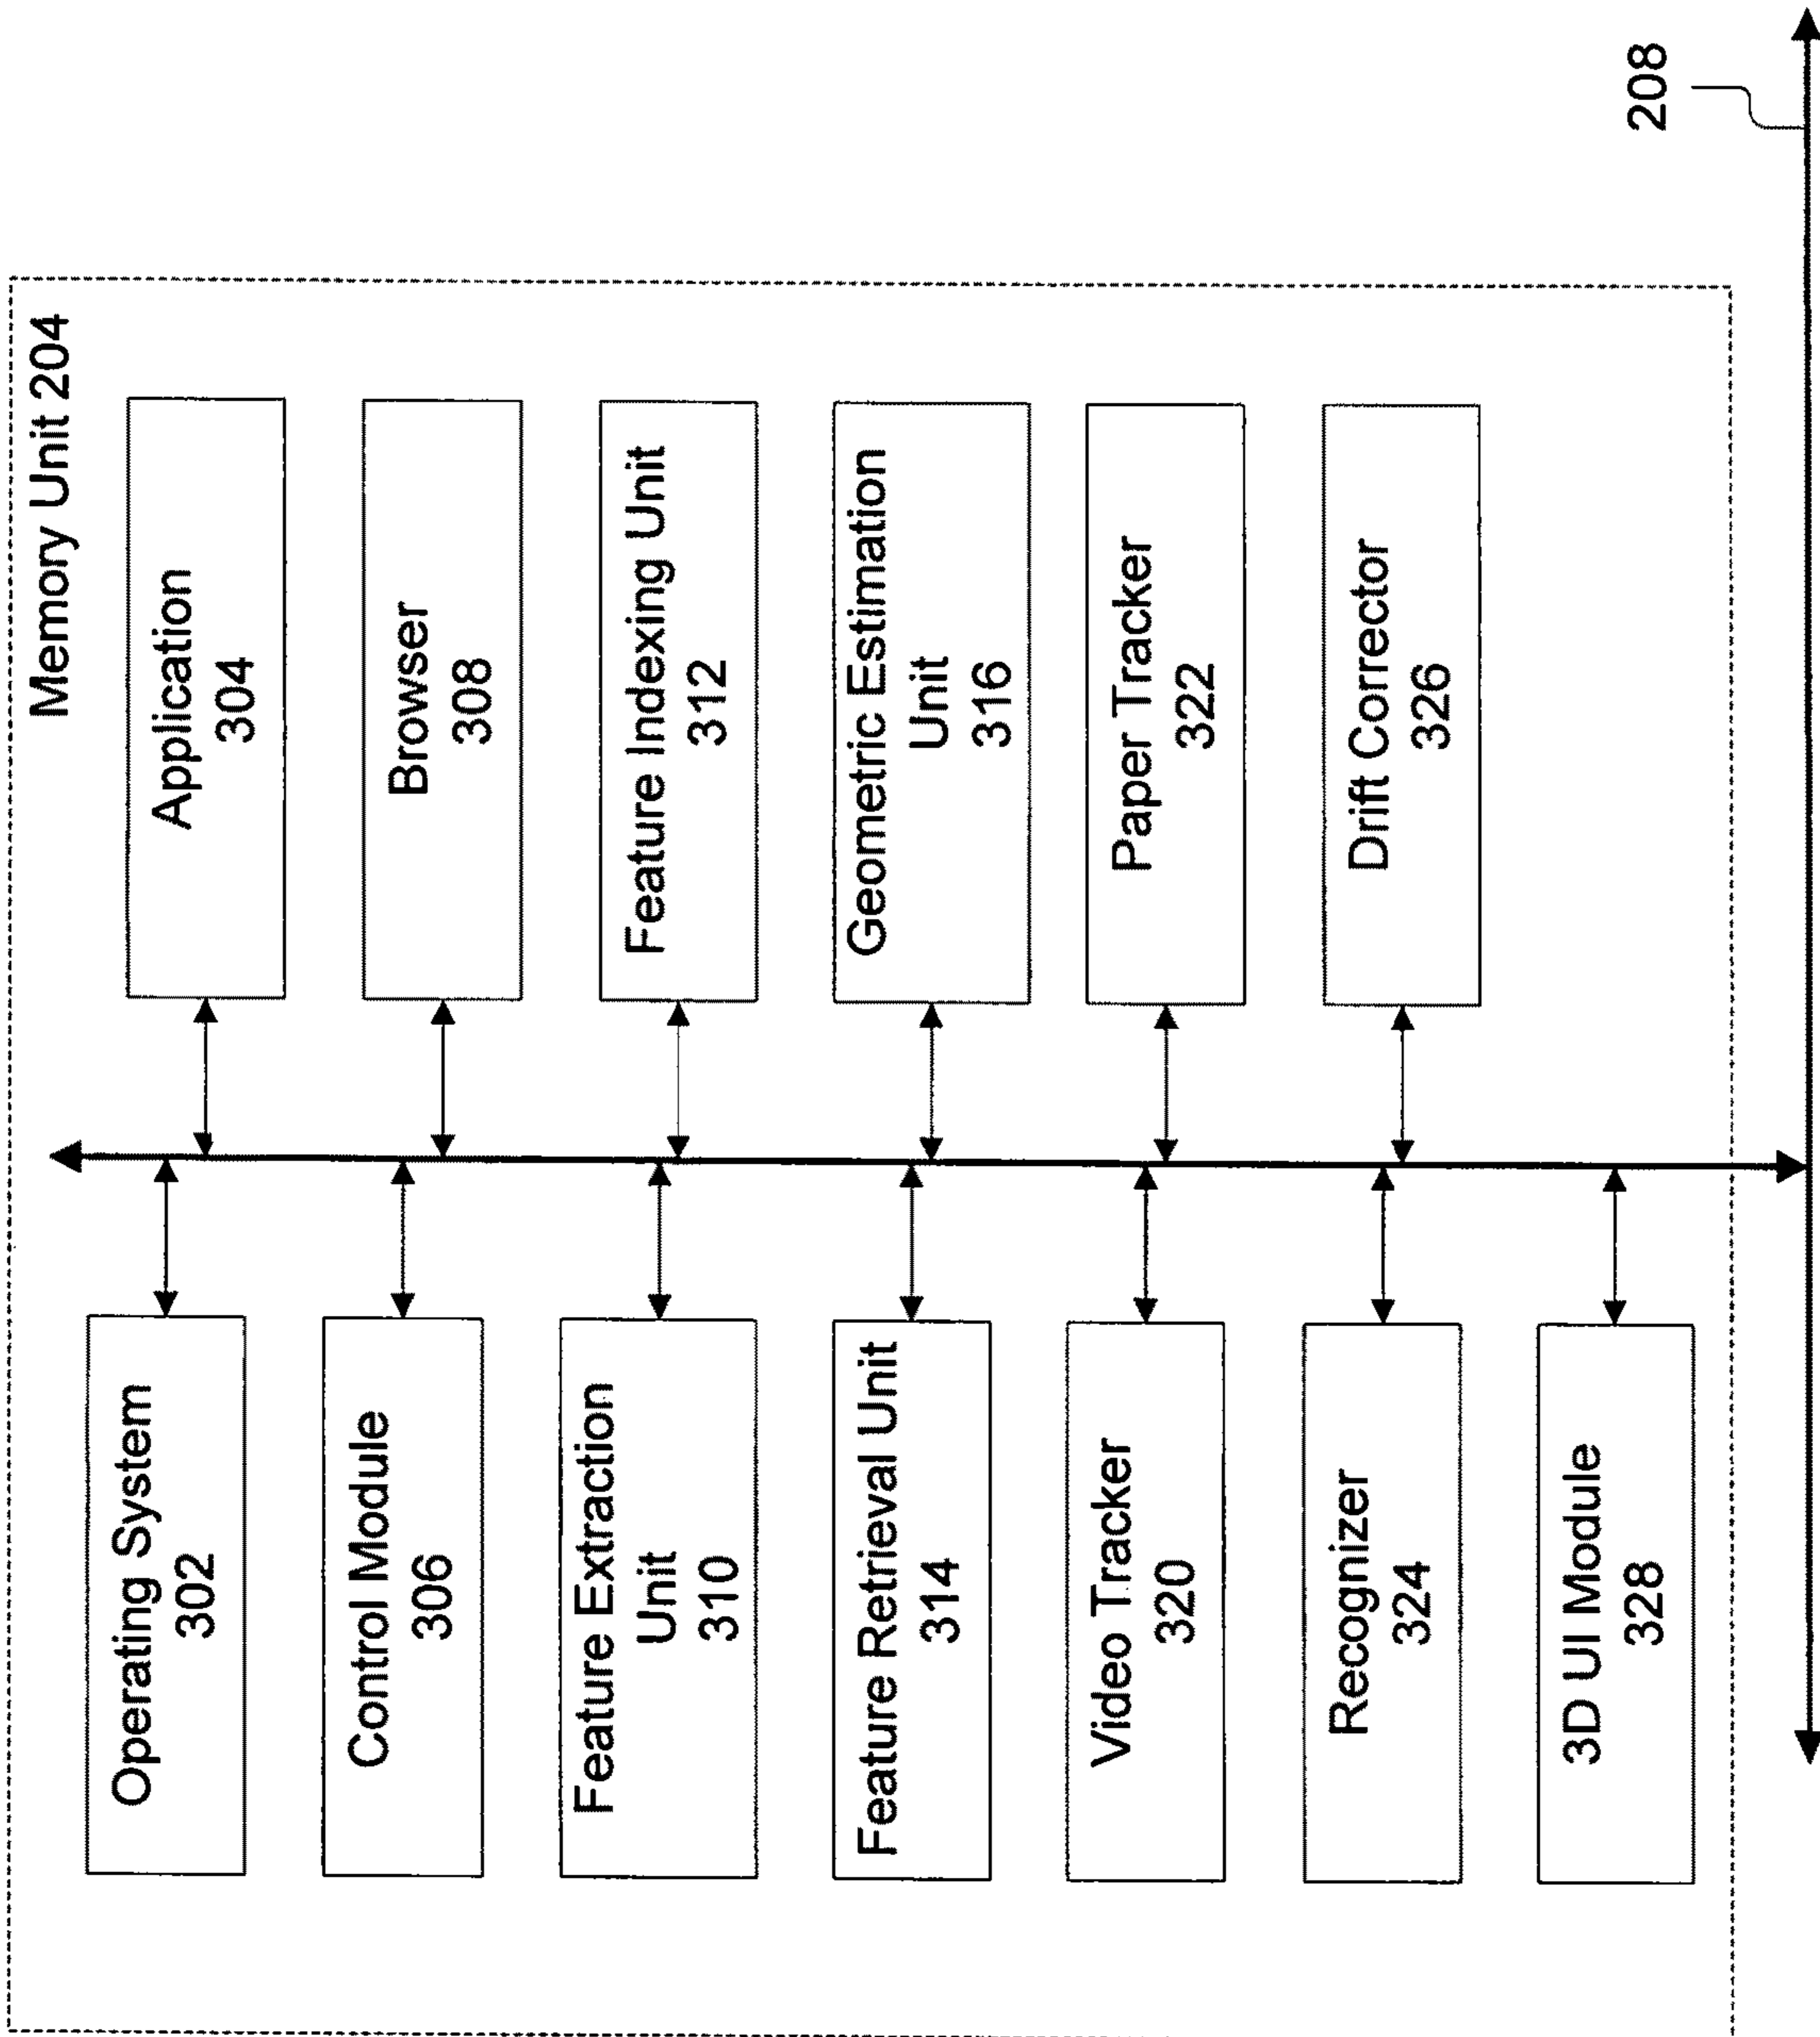 Memory Unit 204
Operating System
302
Application
304
Control Module
306
Browser
308
Feature Extraction
Unit
310
Feature Indexing Unit
312
Feature Retrieval Unit
314
Geometric Estimation
Unit
316
Video Tracker
320
Paper Tracker
322
Recognizer
324
Drift Corrector
326
3D UI Module
328
208